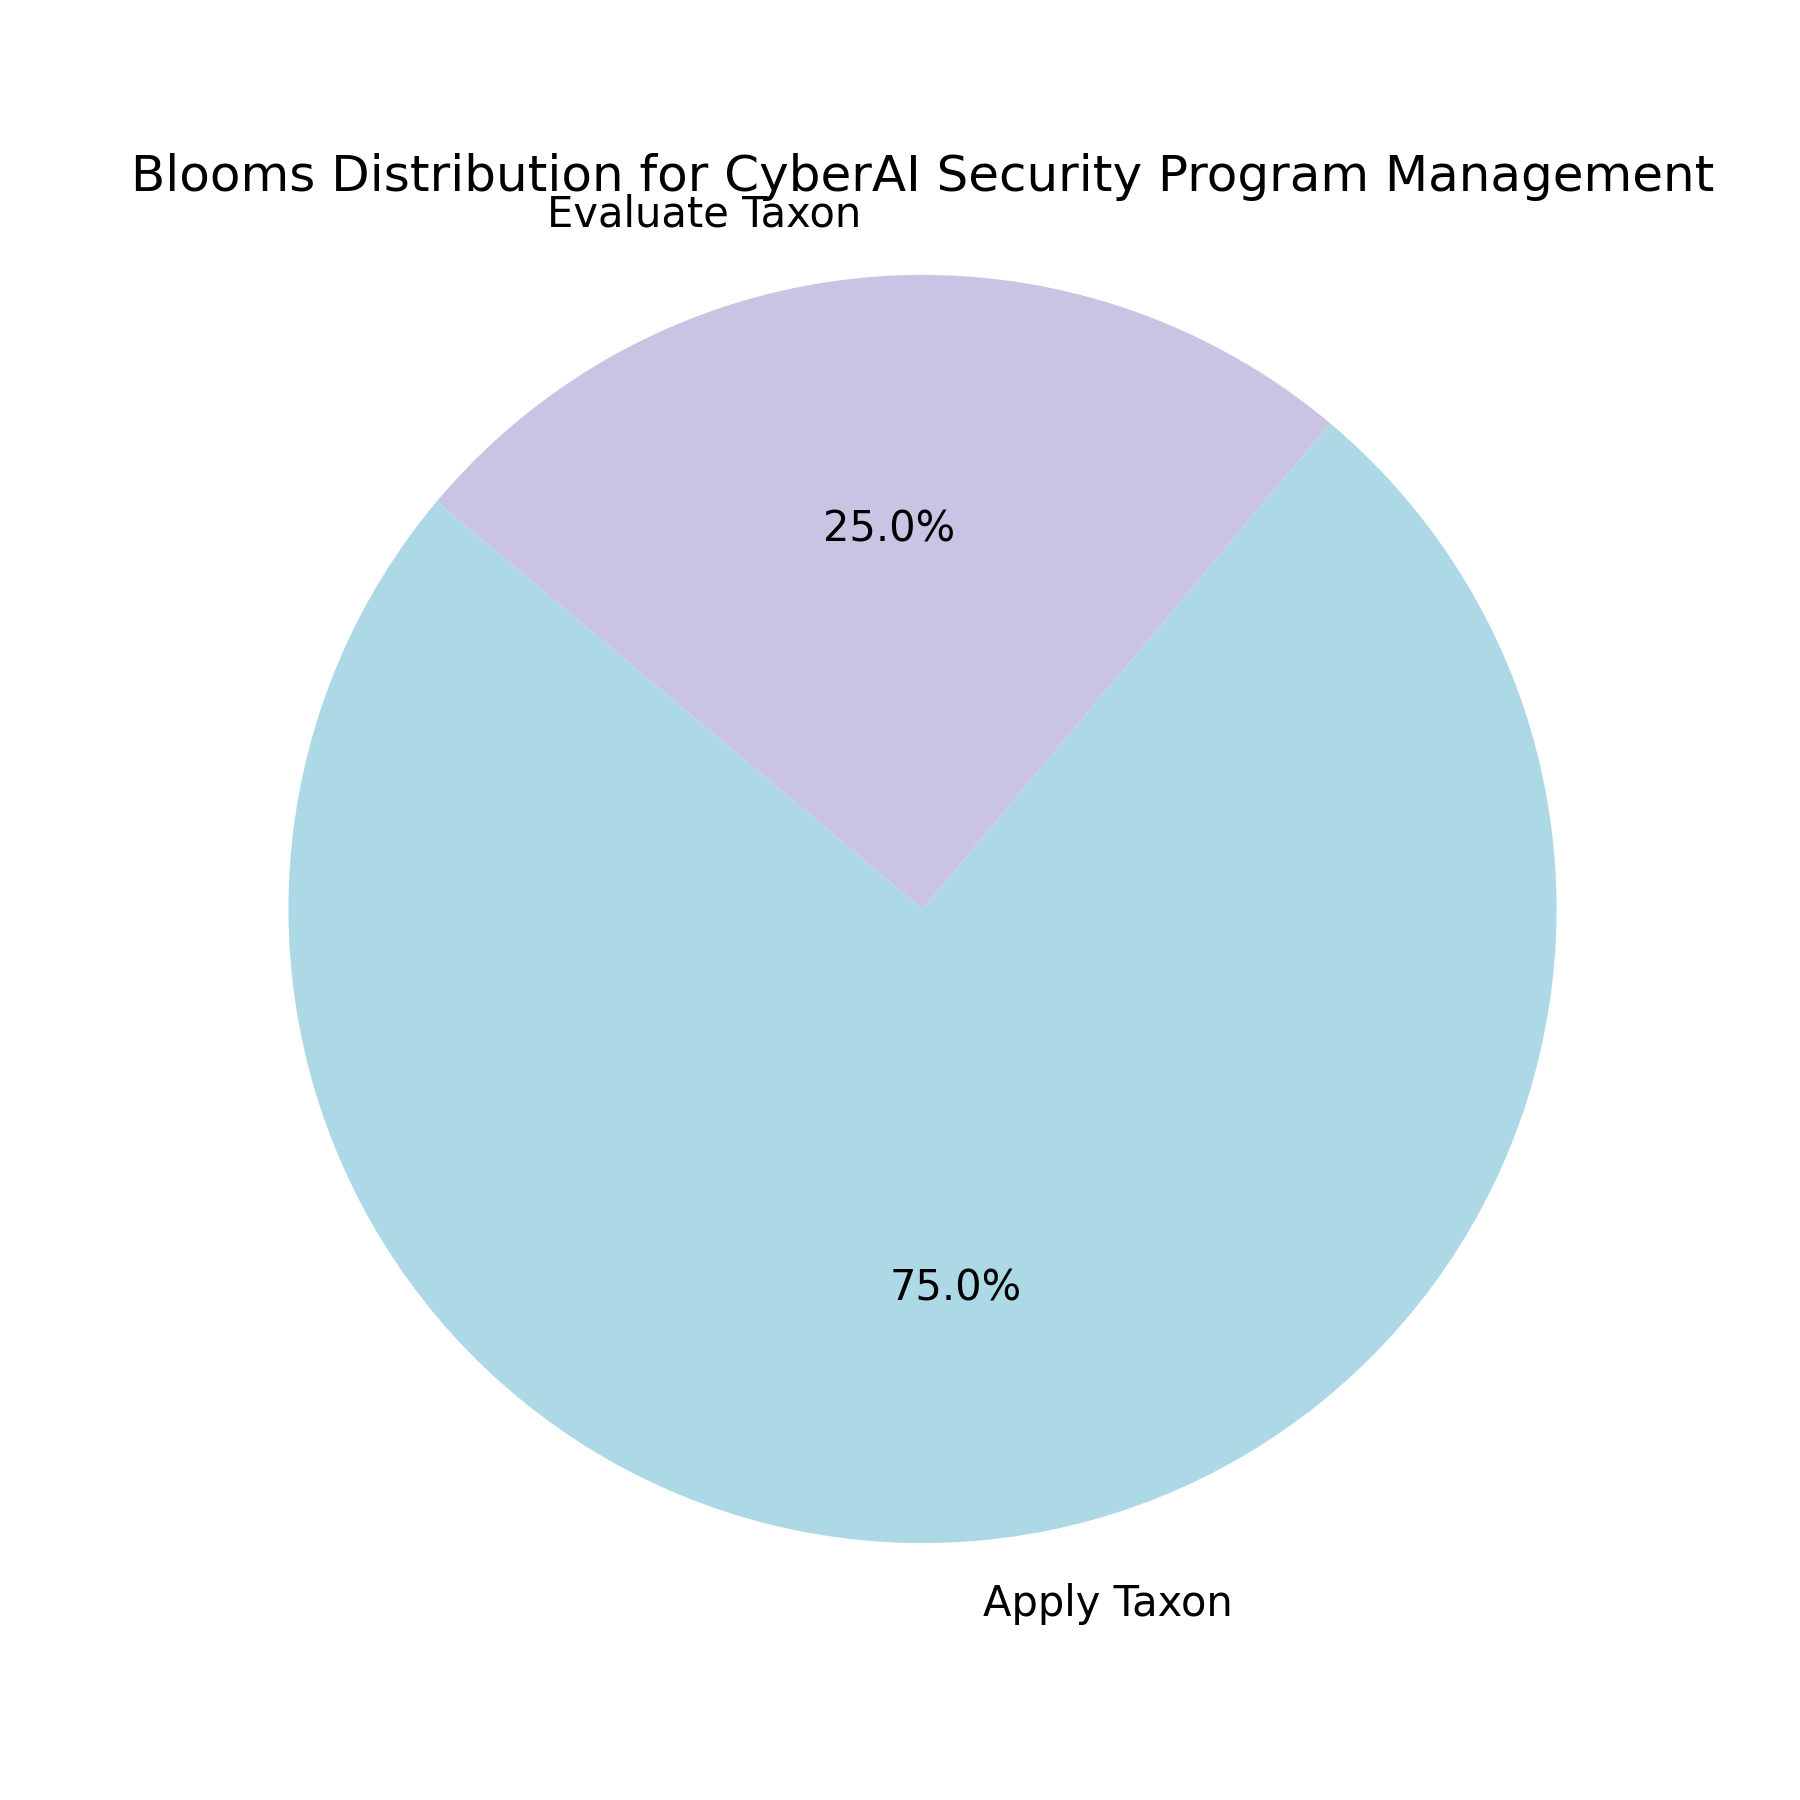 Blooms Distribution for CyberAI Security Program Management
Evaluate Taxon
25.0%
75.0%
Apply Taxon